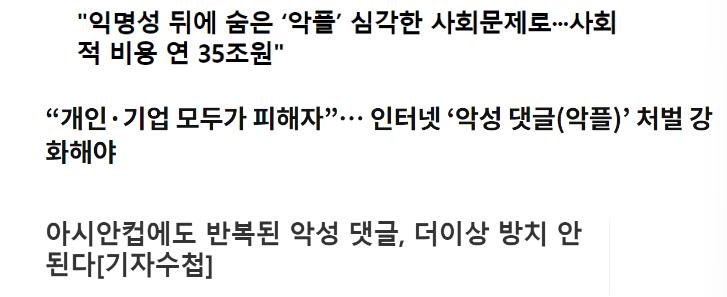 "익명성 뒤에 숨은 ‘악플’ 심각한 사회문제로…사회
적 비용 연 35조원"
“개인·기업 모두가 피해자”… 인터넷 ‘악성 댓글(악플)’ 처벌 강
화해야
아시안컵에도 반복된 악성 댓글, 더이상 방치 안
된다[기자수첩]